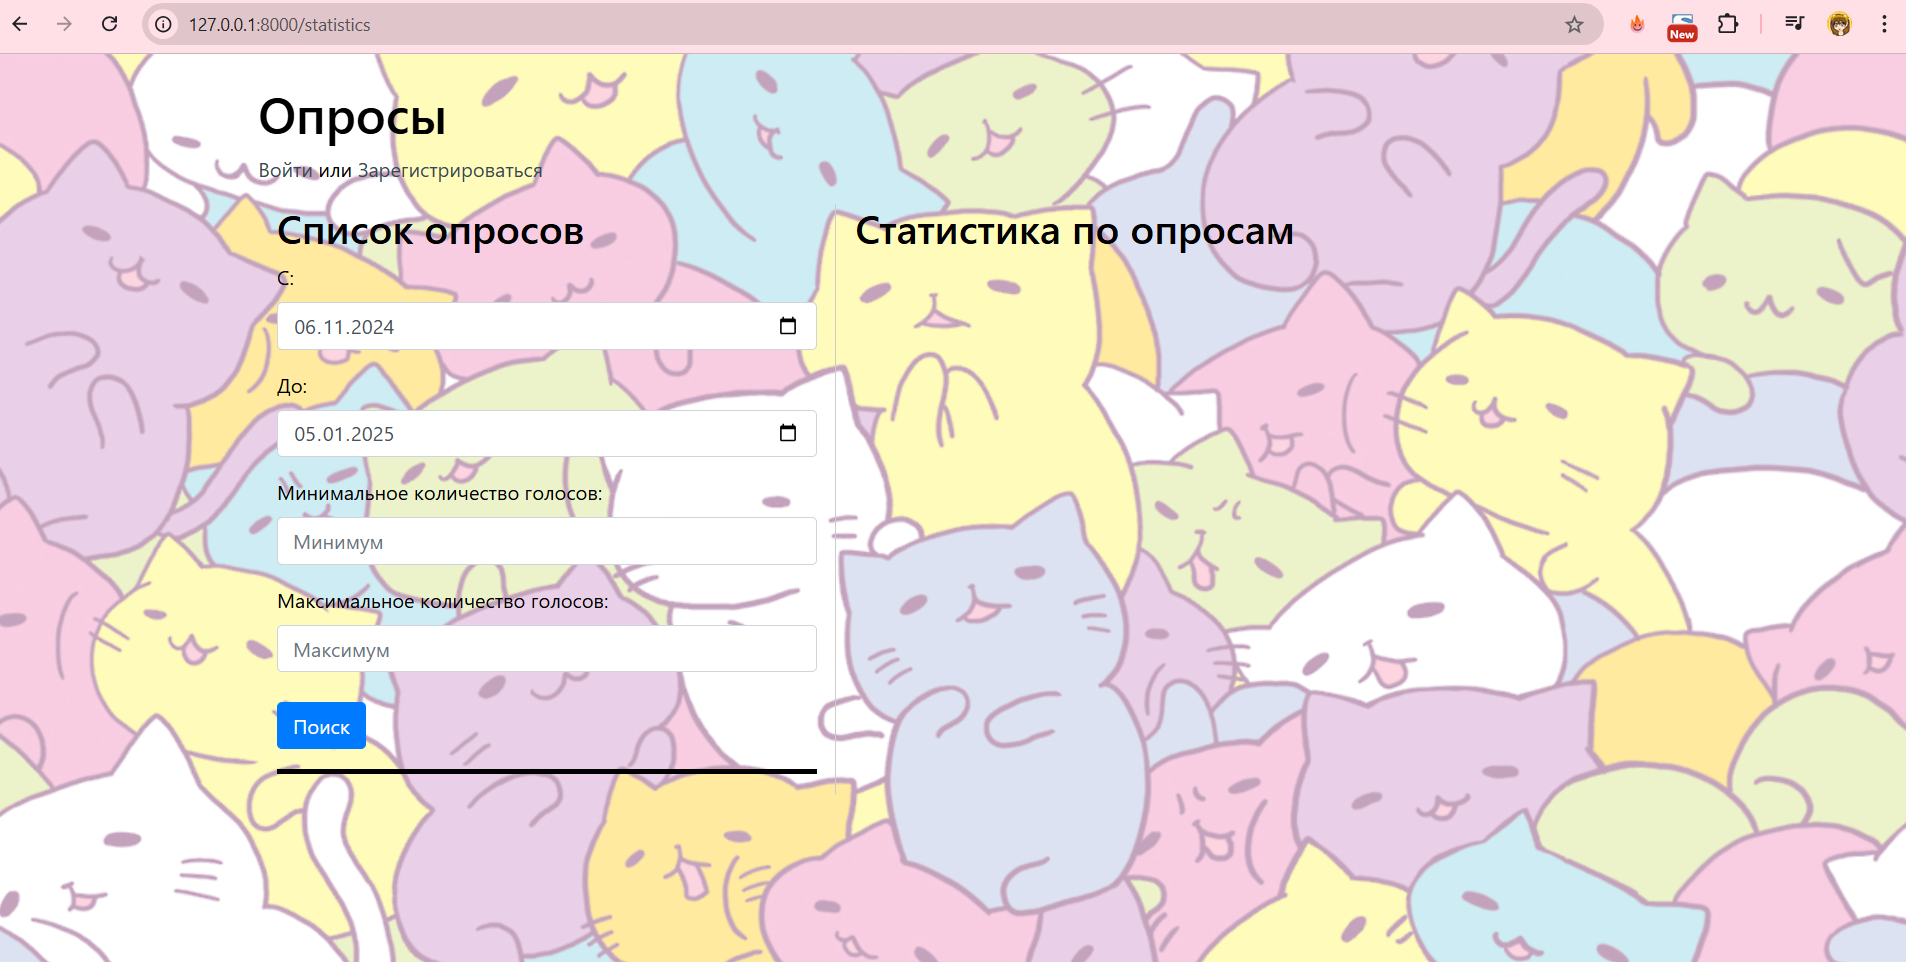 127.0.0.1:8000/statistics
New
Опросы
Войти или Зарегистрироваться
Список опросов
С:
06.11.2024
До:
05.01.2025
Минимальное количество голосов:
Минимум
Максимальное количество голосов:
Максимум
Поиск
Статистика по опросам